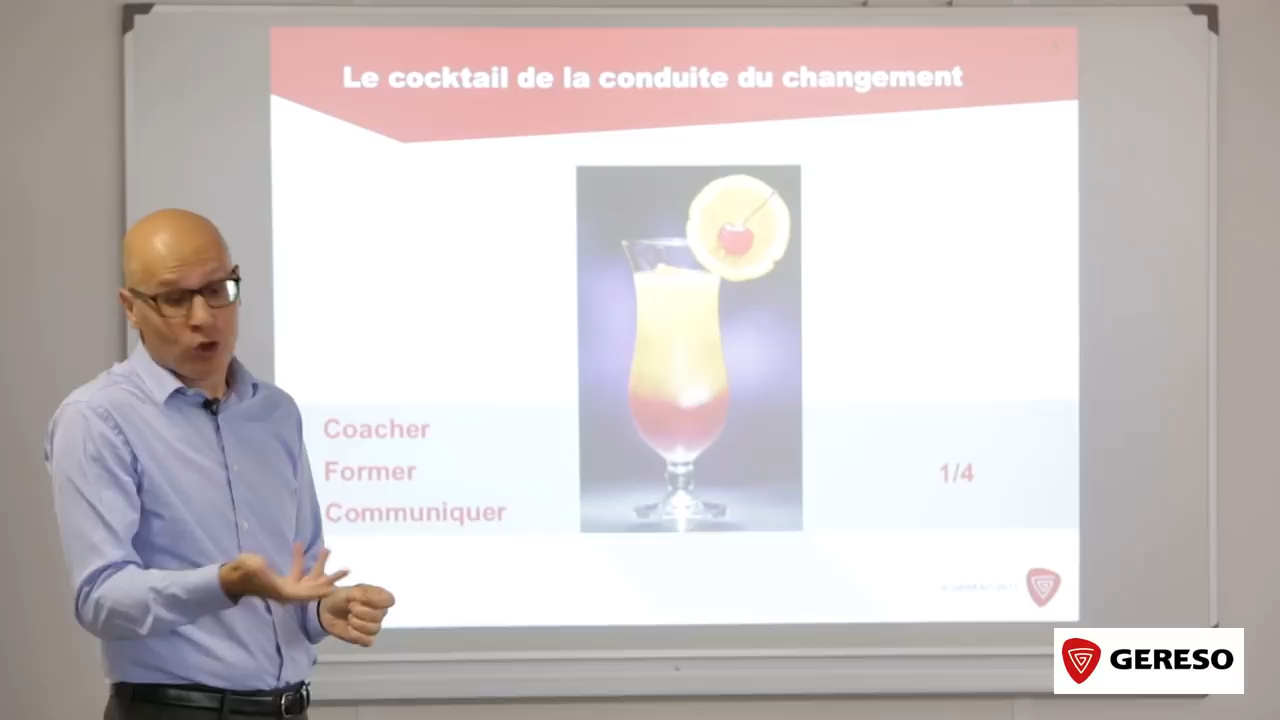 Le cocktail de la conduite du changement
Coacher
Former
1/4
Communiquer
GERESO